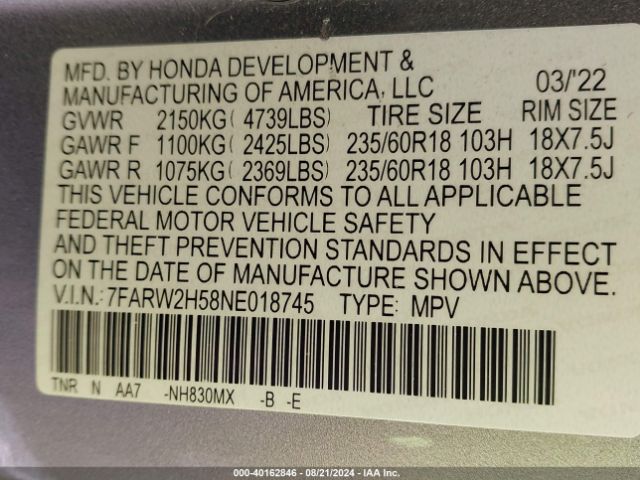 MFD. BY HONDA DEVELOPMENT &
MANUFACTURING OF AMERICA, LLC 03/'22
GVWR 2150KG( 4739LBS) TIRE SIZE RIM SIZE
GAWR F 1100KG(2425LBS) 235/60R18 103H 18X7.5J
GAWR R 1075KG(2369LBS) 235/60R18 103H 18X7.5J
THIS VEHICLE CONFORMS TO ALL APPLICABLE
FEDERAL MOTOR VEHICLE SAFETY
AND THEFT PREVENTION STANDARDS IN EFFECT
ON THE DATE OF MANUFACTURE SHOWN ABOVE.
V.I.N.: 7FARW2H58NE018745 TYPE: MPV
TNR N AA7 -NH830MX -B -E
000-40162846 - 08/21/2024 - IAA Inc.